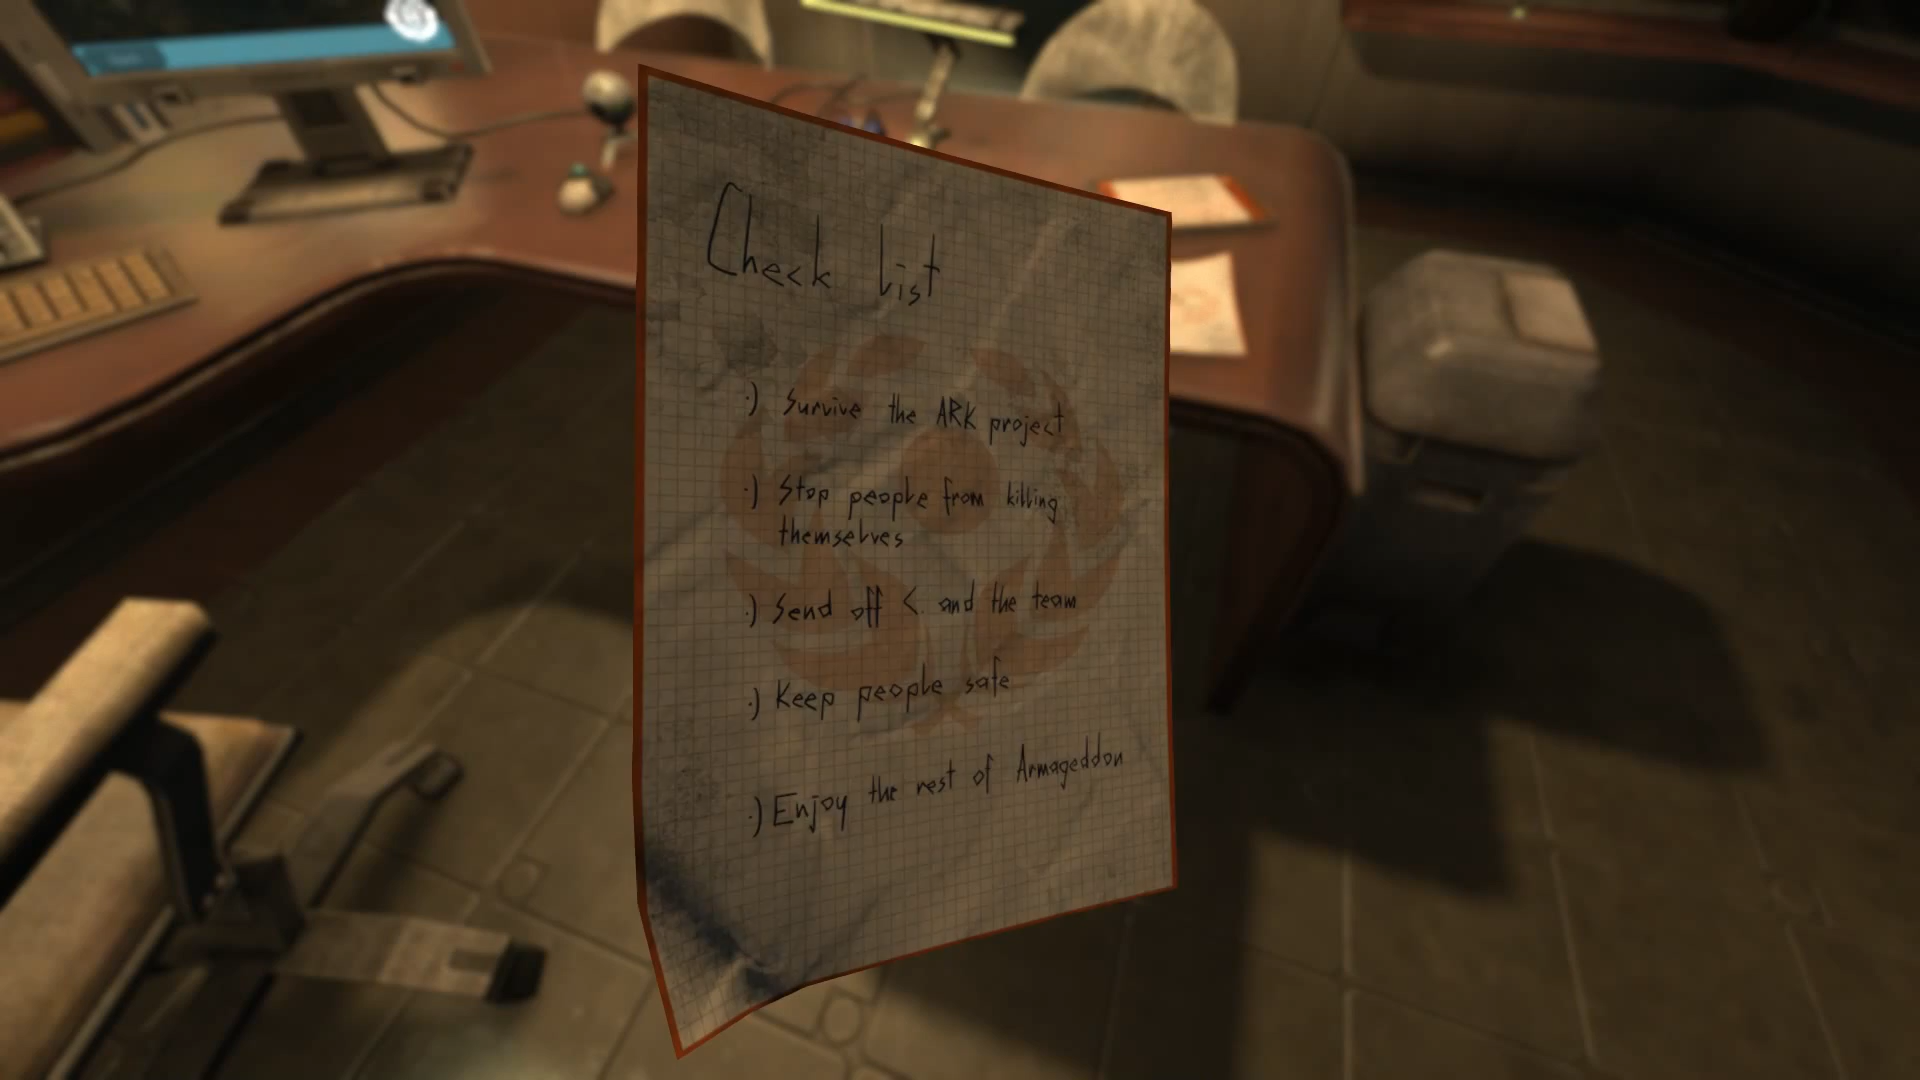 Check list
·) Survive the ARK project
·) Stop people from killing
themselves
·) Send off C. and the team
·) Keep people safe
·) Enjoy the rest of Armageddon